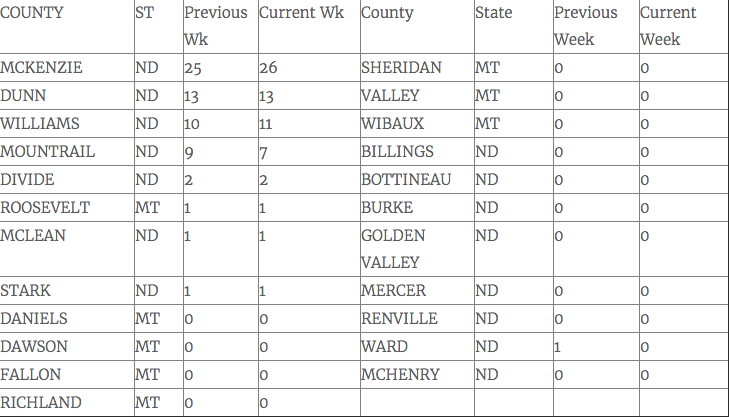 COUNTY ST Previous Current Wk County State Previous Current
Wk Week Week
MCKENZIE ND 25 26 SHERIDAN MT 0 0
DUNN ND 13 13 VALLEY MT 0 0
WILLIAMS ND 10 11 WIBAUX MT 0 0
MOUNTRAIL ND 9 7 BILLINGS ND 0 0
DIVIDE ND 2 2 BOTTINEAU ND 0 0
ROOSEVELT MT 1 1 BURKE ND 0 0
MCLEAN ND 1 1 GOLDEN ND 0 0
VALLEY
STARK ND 1 1 MERCER ND 0 0
DANIELS MT 0 0 RENVILLE ND 0 0
DAWSON MT 0 0 WARD ND 1 0
FALLON MT 0 0 MCHENRY ND 0 0
RICHLAND MT 0 0